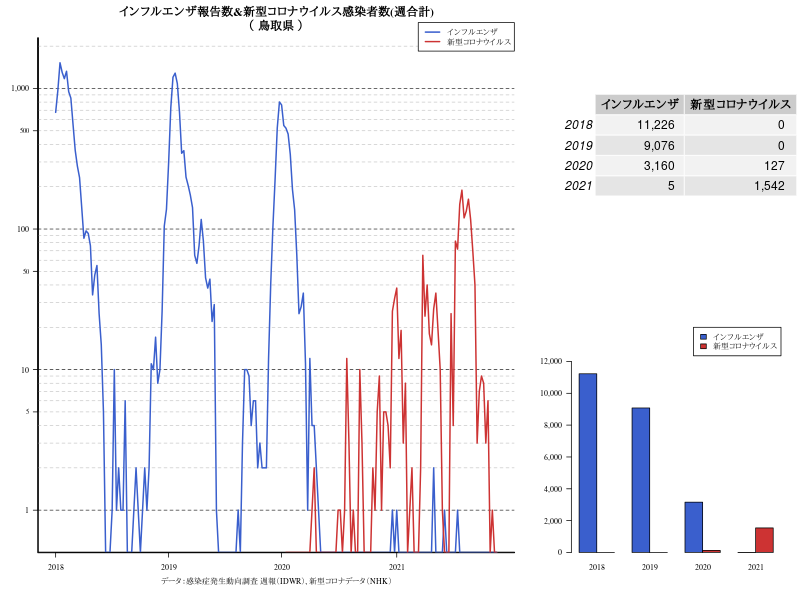 インフルエンザ報告数&新型コロナウイルス感染者数(週合計)
( 鳥取県 )
インフルエンザ
新型コロナウイルス
1,000
500
100
50
10
5
1
2018
2019
2020
2021
データ：感染症発生動向調査 週報(IDWR)、新型コロナデータ(NHK)
インフルエンザ 新型コロナウイルス
2018 11,226 0
2019 9,076 0
2020 3,160 127
2021 5 1,542
インフルエンザ
新型コロナウイルス
12,000
10,000
8,000
6,000
4,000
2,000
0
2018
2019
2020
2021